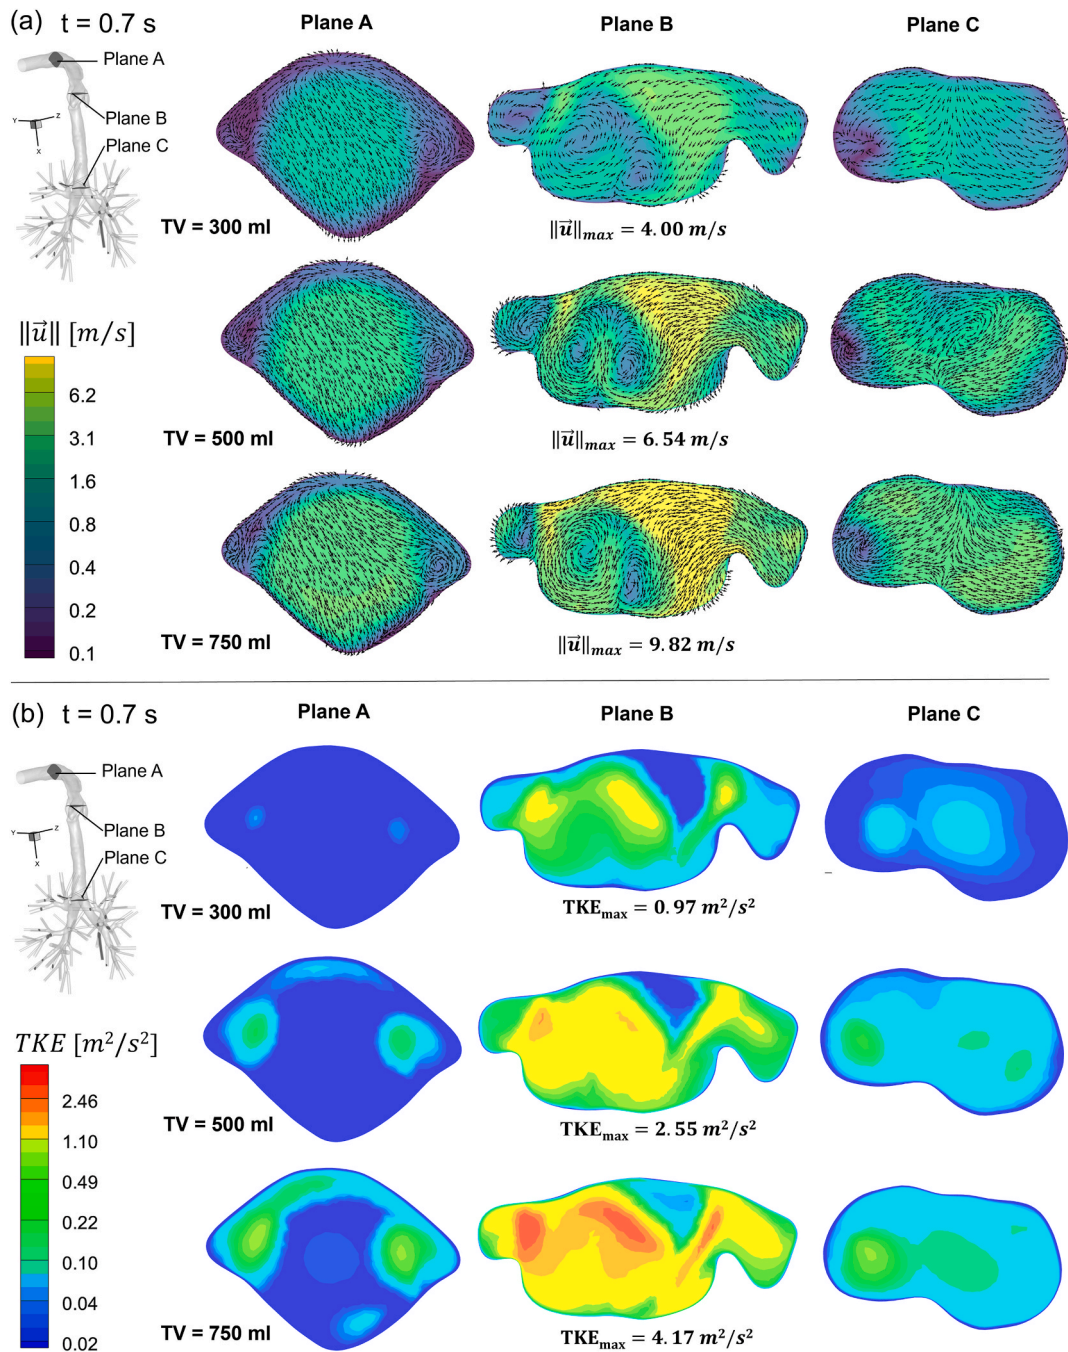 (a) t = 0.7 s
Plane A
Plane B
Plane C
Plane A
Plane B
Plane C
Y
Z
X
TV = 300 ml
‖u⃗‖max = 4.00 m/s
‖u⃗‖ [m/s]
6.2
3.1
1.6
0.8
0.4
0.2
0.1
TV = 500 ml
‖u⃗‖max = 6.54 m/s
TV = 750 ml
‖u⃗‖max = 9.82 m/s
(b) t = 0.7 s
Plane A
Plane B
Plane C
Plane A
Plane B
Plane C
Y
Z
X
TV = 300 ml
TKEmax = 0.97 m²/s²
TKE [m²/s²]
2.46
1.10
0.49
0.22
0.10
0.04
0.02
TV = 500 ml
TKEmax = 2.55 m²/s²
TV = 750 ml
TKEmax = 4.17 m²/s²